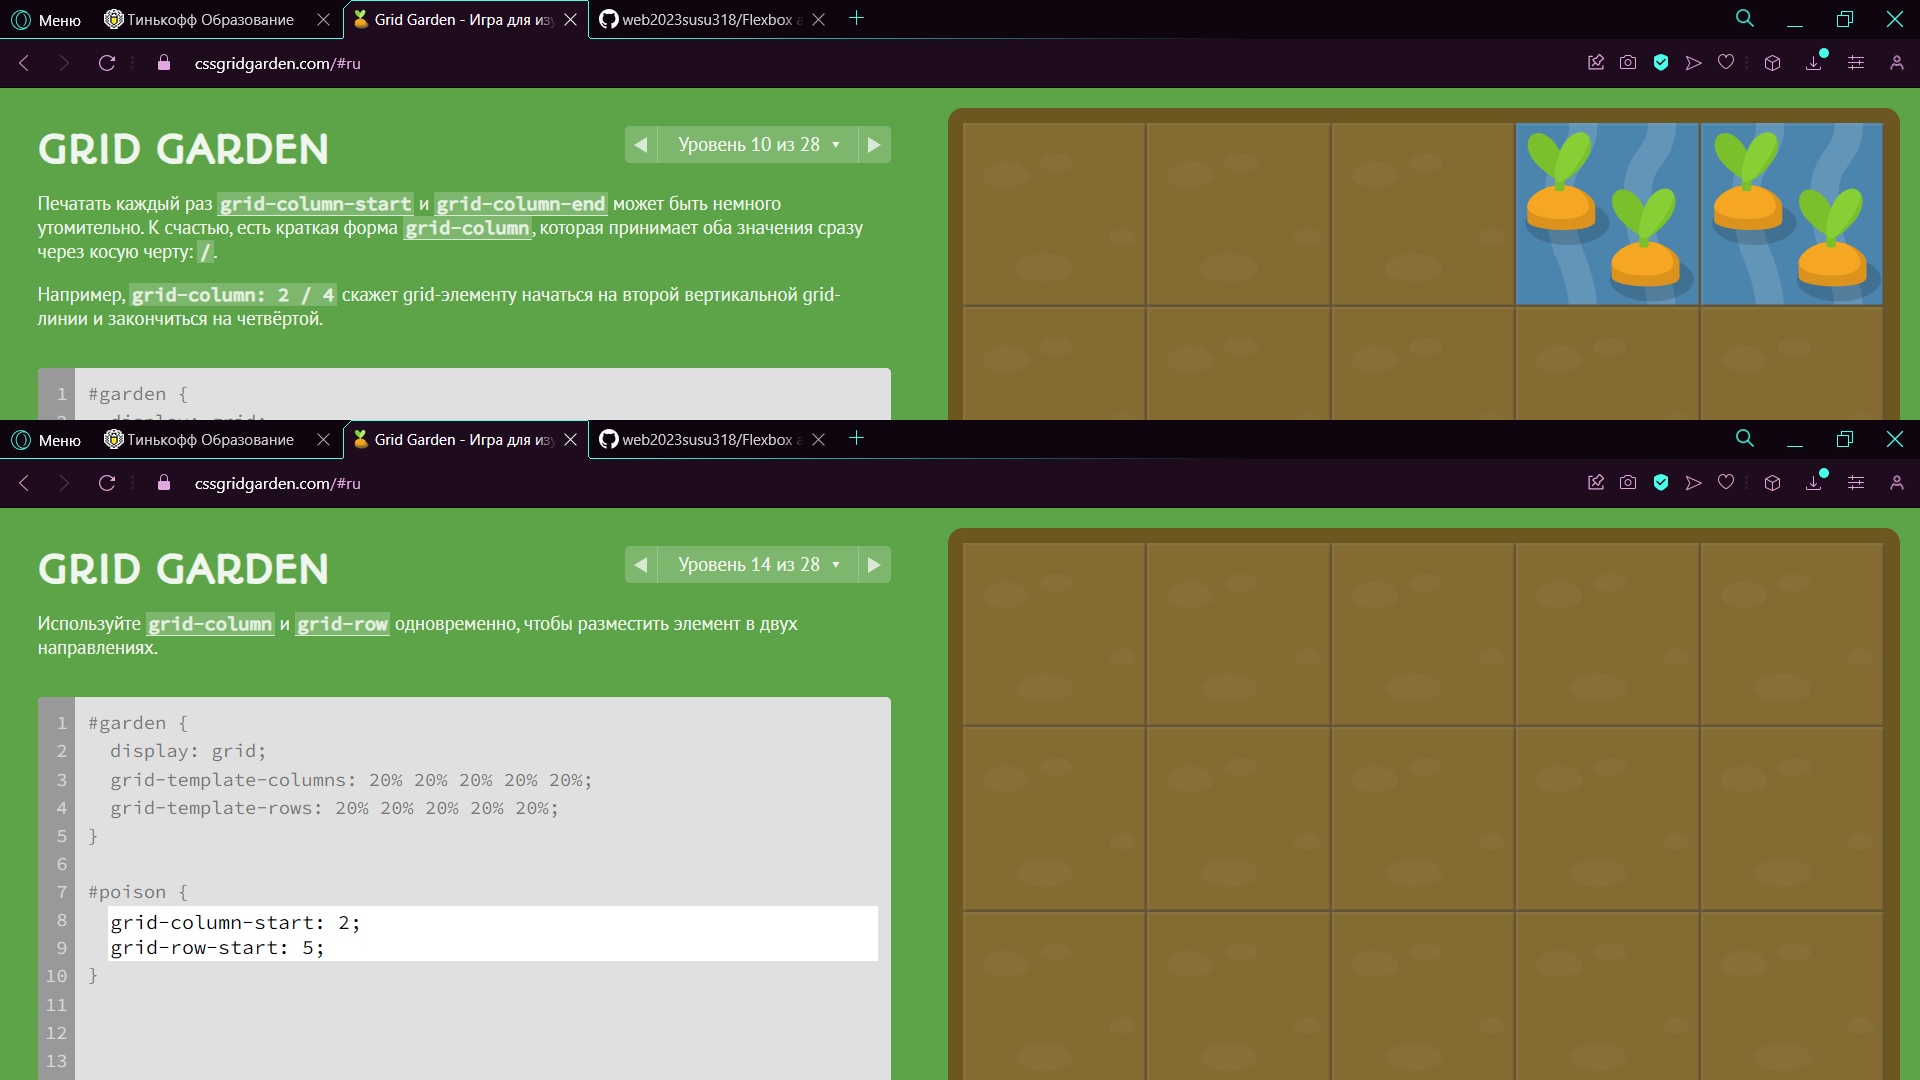 Меню
Тинькофф Образование
Grid Garden - Игра для из
web2023susu318/Flexbox
cssgridgarden.com/#ru
GRID GARDEN
Уровень 10 из 28
Печатать каждый раз grid-column-start и grid-column-end может быть немного
утомительно. К счастью, есть краткая форма grid-column, которая принимает оба значения сразу
через косую черту: /.
Например, grid-column: 2 / 4 скажет grid-элементу начаться на второй вертикальной grid-
линии и закончиться на четвёртой.
1 #garden {
2 display: grid;
Меню
Тинькофф Образование
Grid Garden - Игра для из
web2023susu318/Flexbox
cssgridgarden.com/#ru
GRID GARDEN
Уровень 14 из 28
Используйте grid-column и grid-row одновременно, чтобы разместить элемент в двух
направлениях.
1 #garden {
2 display: grid;
3 grid-template-columns: 20% 20% 20% 20% 20%;
4 grid-template-rows: 20% 20% 20% 20% 20%;
5 }
6
7 #poison {
8 grid-column-start: 2;
9 grid-row-start: 5;
10 }
11
12
13